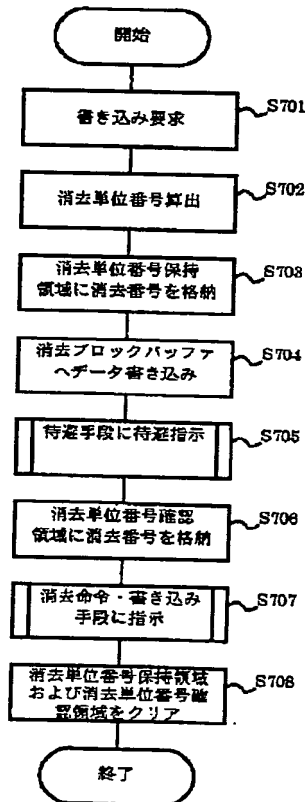 開始
書き込み要求
S701
消去単位番号算出
S702
消去単位番号保持
領域に消去番号を格納
S703
消去ブロックバッファ
へデータ書き込み
S704
待避手段に待避指示
S705
消去単位番号確認
領域に消去番号を格納
S706
消去命令・書き込み
手段に指示
S707
消去単位番号保持領域
および消去単位番号確
認領域をクリア
S708
終了